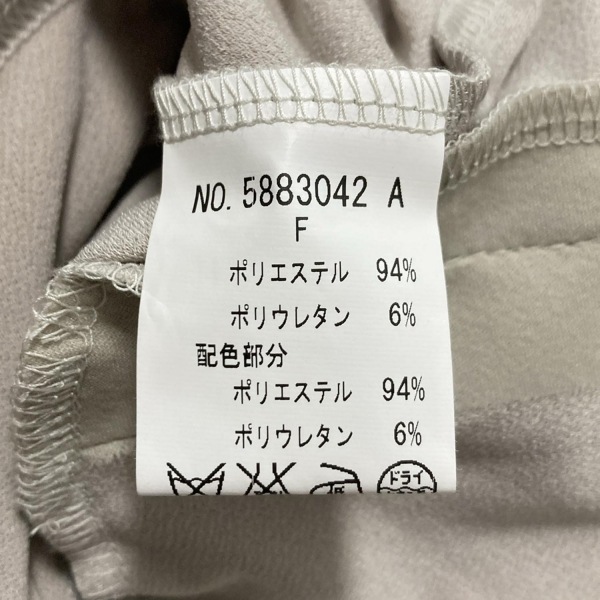 NO. 5883042 A
F
ポリエステル 94%
ポリウレタン 6%
配色部分
ポリエステル 94%
ポリウレタン 6%
低 ドライ